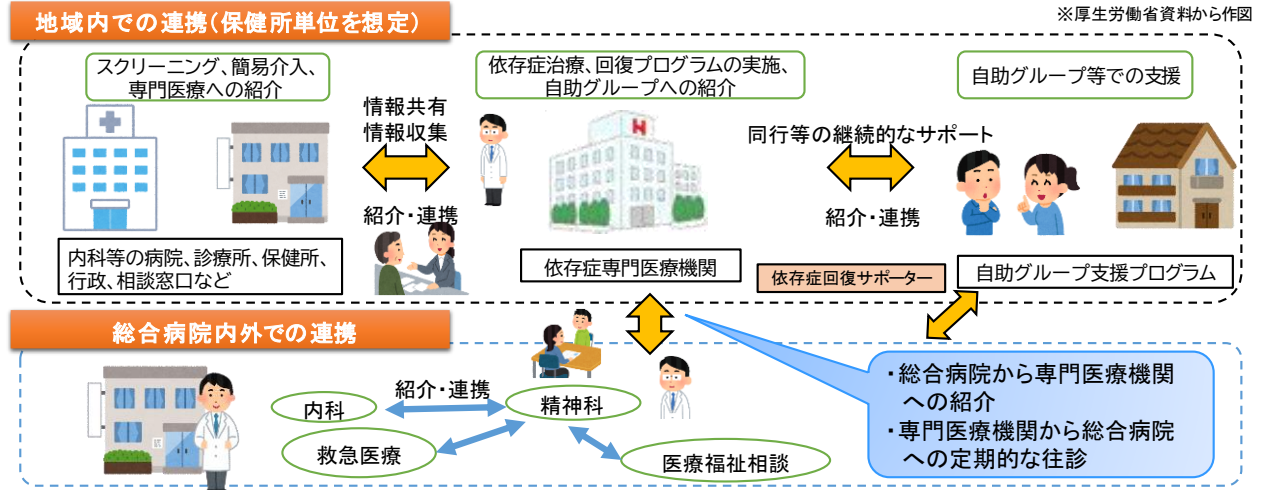 地域内での連携(保健所単位を想定)
※厚生労働省資料から作図
スクリーニング、簡易介入、
専門医療への紹介
依存症治療、回復プログラムの実施、
自助グループへの紹介
自助グループ等での支援
情報共有
情報収集
同行等の継続的なサポート
紹介・連携
紹介・連携
内科等の病院、診療所、保健所、
行政、相談窓口など
依存症専門医療機関
依存症回復サポーター
自助グループ支援プログラム
総合病院内外での連携
紹介・連携
内科
精神科
救急医療
医療福祉相談
・総合病院から専門医療機関
への紹介
・専門医療機関から総合病院
への定期的な往診